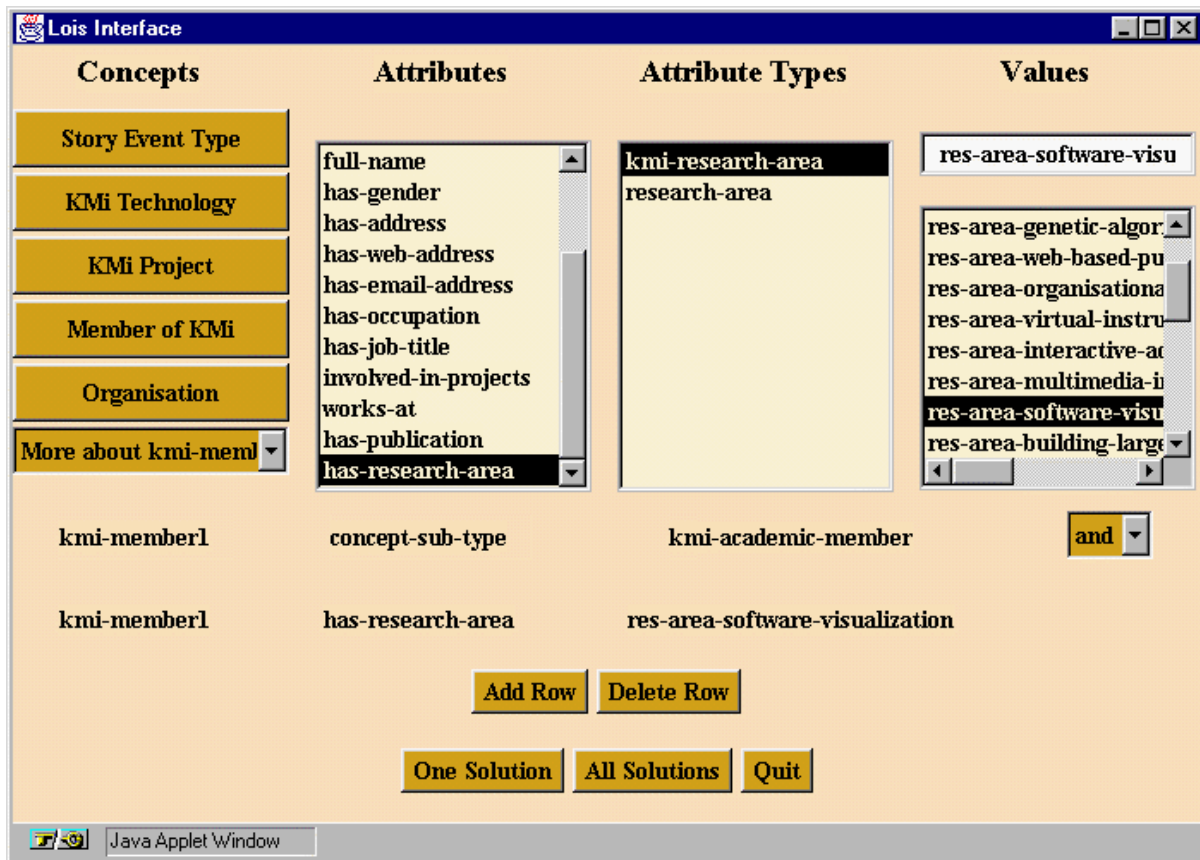 Lois Interface
Concepts
Attributes
Attribute Types
Values
Story Event Type
KMi Technology
KMi Project
Member of KMi
Organisation
More about kmi-meml
full-name
has-gender
has-address
has-web-address
has-email-address
has-occupation
has-job-title
involved-in-projects
works-at
has-publication
has-research-area
kmi-research-area
research-area
res-area-software-visu
res-area-genetic-algor
res-area-web-based-pu
res-area-organisationa
res-area-virtual-instru
res-area-interactive-ac
res-area-multimedia-i
res-area-software-visu
res-area-building-large
kmi-member1 concept-sub-type kmi-academic-member and
kmi-member1 has-research-area res-area-software-visualization
Add Row Delete Row
One Solution All Solutions Quit
Java Applet Window